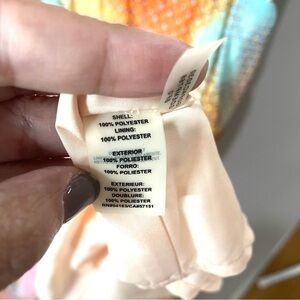 SHELL:
100% POLYESTER
LINING:
100% POLYESTER
EXTERIOR
100% POLIESTER
FORRO:
100% POLIESTER
EXTERIEUR:
100% POLYESTER
DOUBLURE:
100% POLYESTER